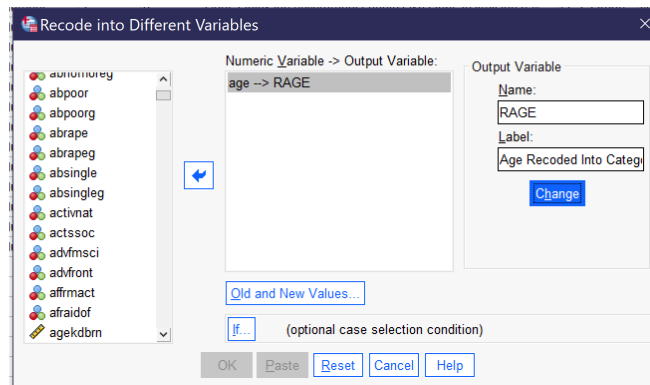 Recode into Different Variables
Numeric Variable -> Output Variable:
Output Variable
abnomoreg
abpoor
abpoorg
abrape
abrapeg
absingle
absingleg
activnat
actssoc
advfmsci
advfront
affrmact
afraidof
agekdbrn
age --> RAGE
Name:
RAGE
Label:
Age Recoded Into Categ
Change
Old and New Values...
If... (optional case selection condition)
OK Paste Reset Cancel Help